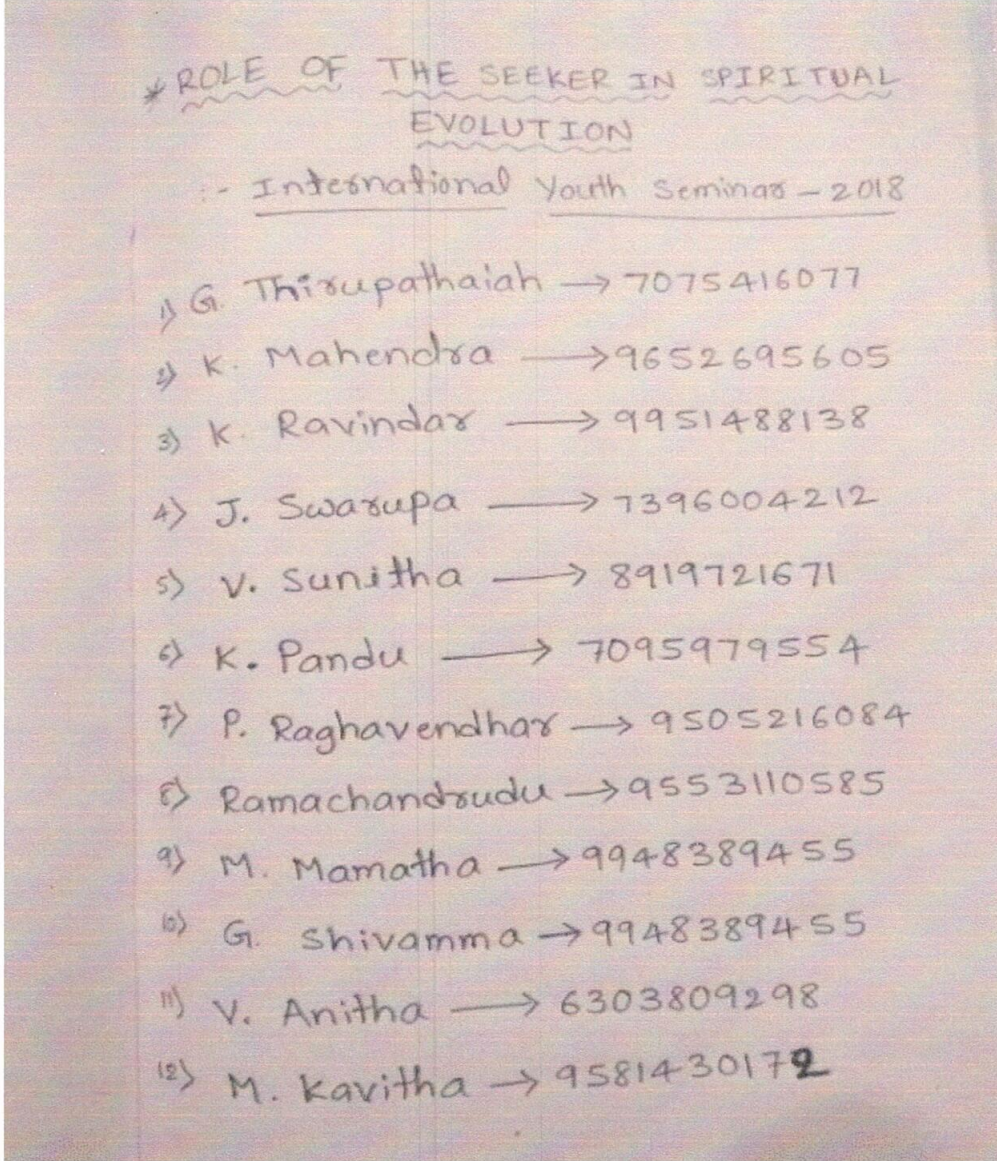 * ROLE OF THE SEEKER IN SPIRITUAL
EVOLUTION
:- International Youth Seminar - 2018
1) G. Thirupathaiah → 7075416077
2) K. Mahendra → 9652695605
3) K. Ravindar → 9951488138
4) J. Swarupa → 7396004212
5) V. Sunitha → 8919721671
6) K. Pandu → 7095979554
7) P. Raghavendhar → 9505216084
8) Ramachandrudu → 9553110585
9) M. Mamatha → 9948389455
10) G. Shivamma → 9948389455
11) V. Anitha → 6303809298
12) M. Kavitha → 9581430172